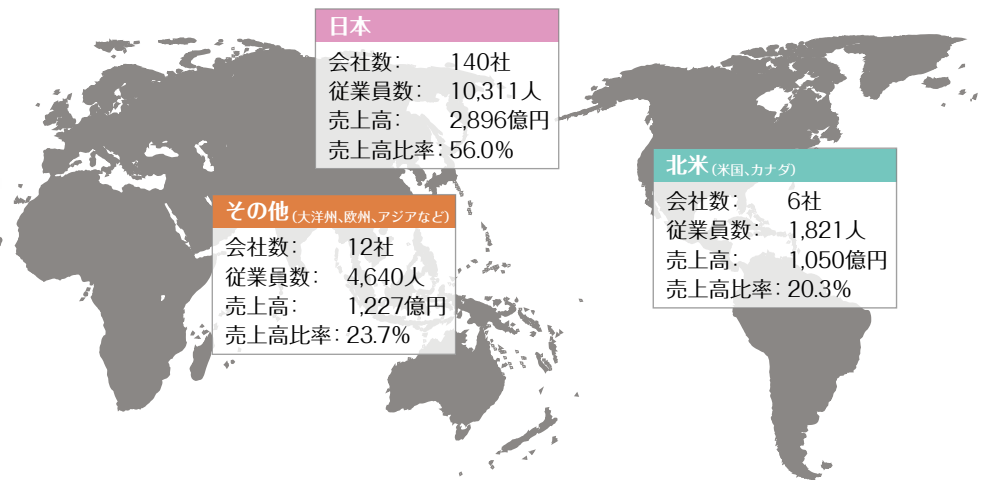 日本
会社数： 140社
従業員数： 10,311人
売上高： 2,896億円
売上高比率：56.0%
北米（米国、カナダ）
会社数： 6社
従業員数： 1,821人
売上高： 1,050億円
売上高比率：20.3%
その他（大洋州、欧州、アジアなど）
会社数： 12社
従業員数： 4,640人
売上高： 1,227億円
売上高比率：23.7%